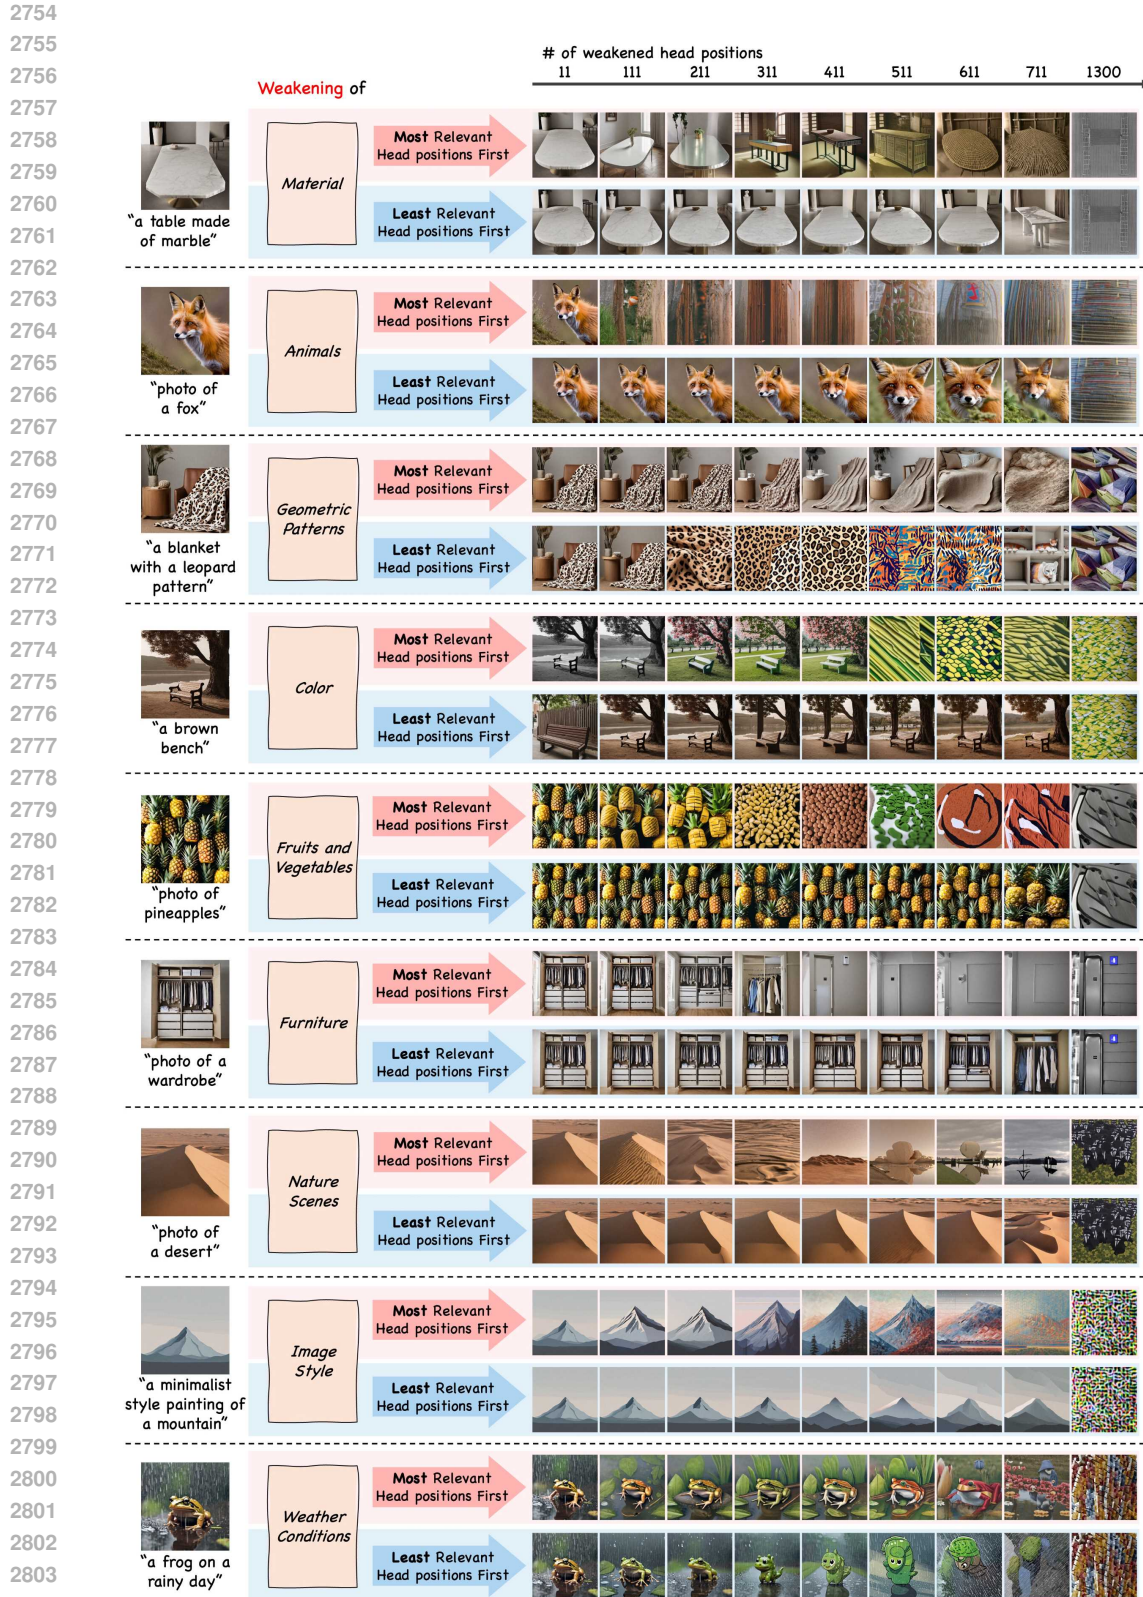 2754
2755
2756
2757
2758
2759
2760
2761
2762
2763
2764
2765
2766
2767
2768
2769
2770
2771
2772
2773
2774
2775
2776
2777
2778
2779
2780
2781
2782
2783
2784
2785
2786
2787
2788
2789
2790
2791
2792
2793
2794
2795
2796
2797
2798
2799
2800
2801
2802
2803
# of weakened head positions
11 111 211 311 411 511 611 711 1300
Weakening of
"a table made
of marble"
Material
Most Relevant
Head positions First
Least Relevant
Head positions First
"photo of
a fox"
Animals
Most Relevant
Head positions First
Least Relevant
Head positions First
"a blanket
with a leopard
pattern"
Geometric
Patterns
Most Relevant
Head positions First
Least Relevant
Head positions First
"a brown
bench"
Color
Most Relevant
Head positions First
Least Relevant
Head positions First
"photo of
pineapples"
Fruits and
Vegetables
Most Relevant
Head positions First
Least Relevant
Head positions First
"photo of a
wardrobe"
Furniture
Most Relevant
Head positions First
Least Relevant
Head positions First
"photo of
a desert"
Nature
Scenes
Most Relevant
Head positions First
Least Relevant
Head positions First
"a minimalist
style painting of
a mountain"
Image
Style
Most Relevant
Head positions First
Least Relevant
Head positions First
"a frog on a
rainy day"
Weather
Conditions
Most Relevant
Head positions First
Least Relevant
Head positions First